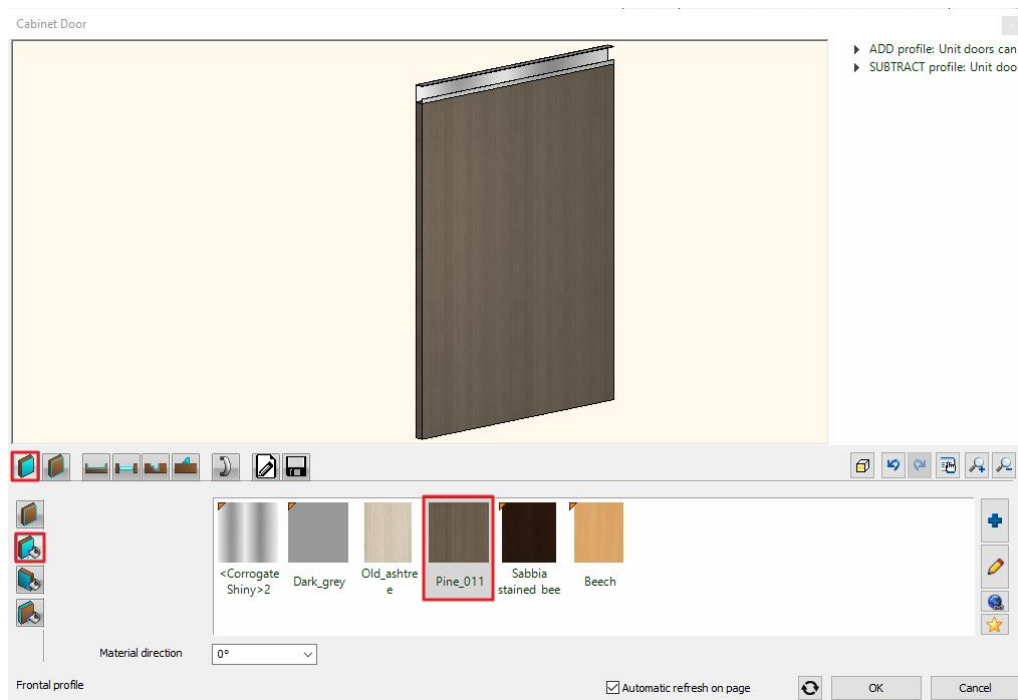 Cabinet Door
ADD profile: Unit doors can
SUBTRACT profile: Unit doo
<Corrogate
Shiny>2
Dark_grey
Old_ashtre
e
Pine_011
Sabbia
stained bee
Beech
Material direction
0°
Frontal profile
Automatic refresh on page
OK
Cancel